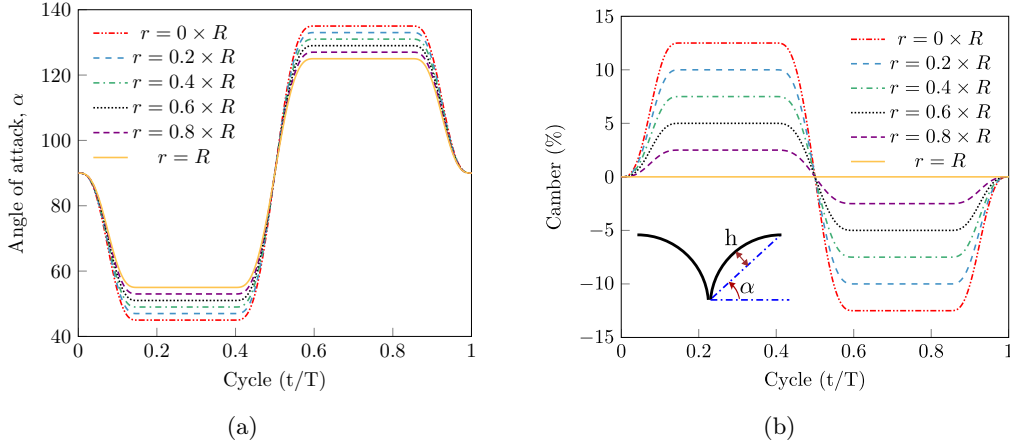 r = 0 × R
r = 0.2 × R
r = 0.4 × R
r = 0.6 × R
r = 0.8 × R
r = R
Angle of attack, α
140
120
100
80
60
40
0
0.2
0.4
0.6
0.8
1
Cycle (t/T)
(a)
r = 0 × R
r = 0.2 × R
r = 0.4 × R
r = 0.6 × R
r = 0.8 × R
r = R
Camber (%)
15
10
5
0
−5
−10
−15
h
α
0
0.2
0.4
0.6
0.8
1
Cycle (t/T)
(b)